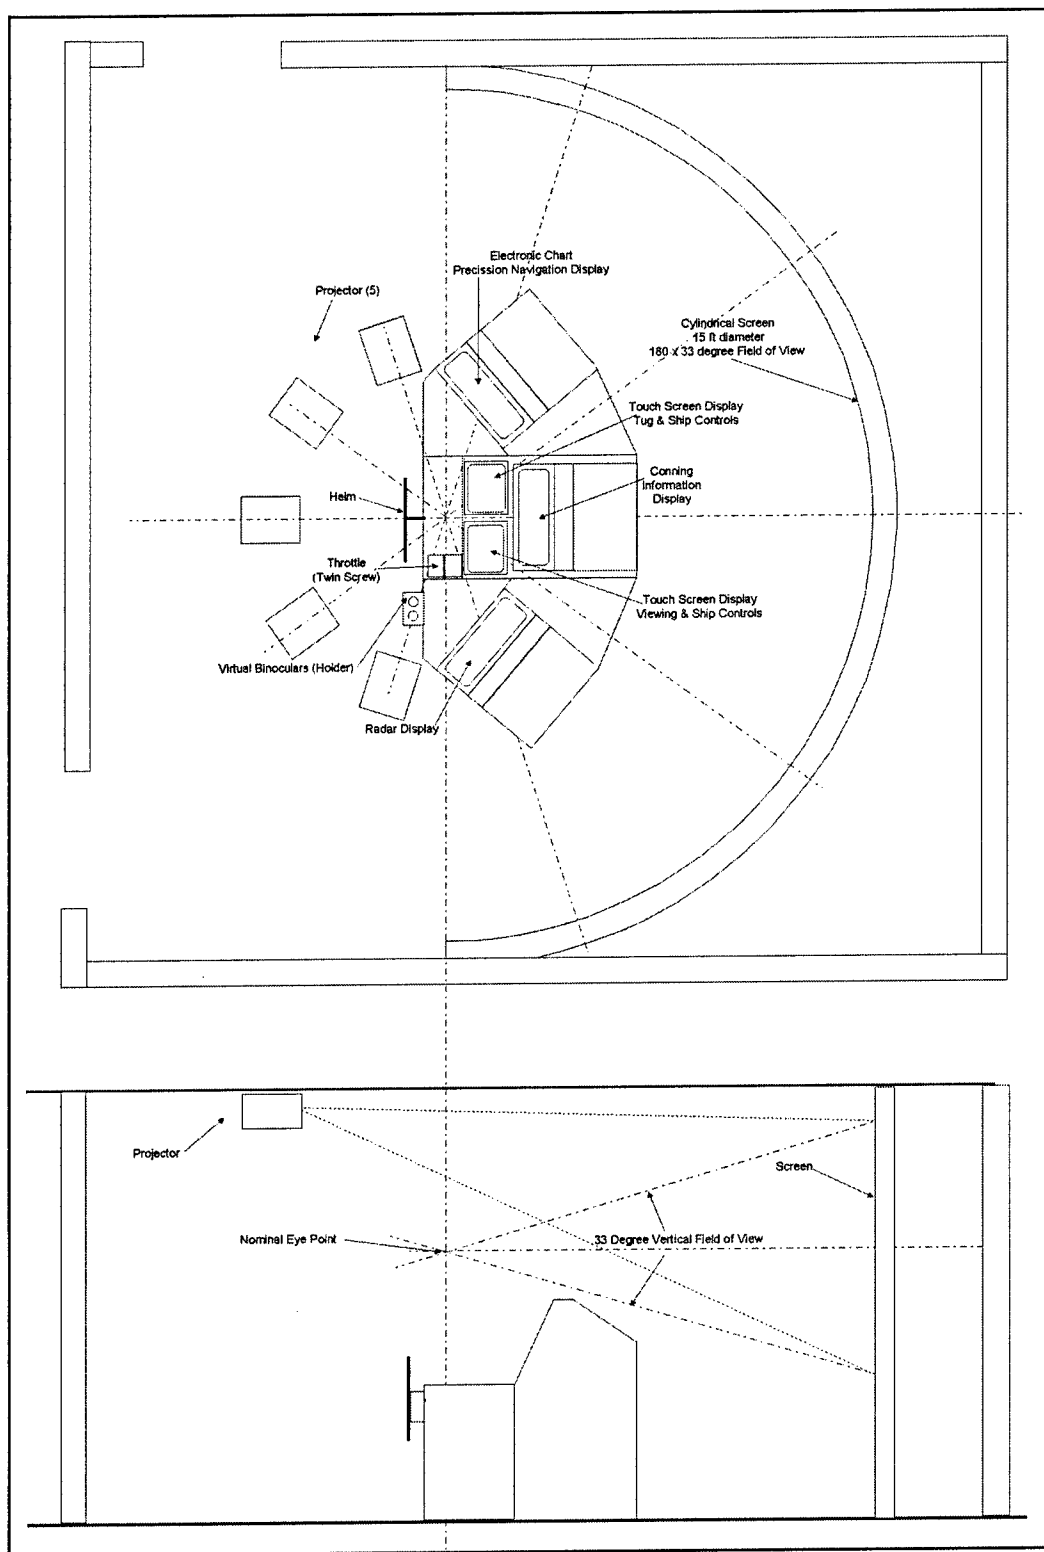 Electronic Chart
Precission Navigation Display
Projector (5)
Cylindrical Screen
15 ft diameter
180 x 33 degree Field of View
Touch Screen Display
Tug & Ship Controls
Conning
Information
Display
Helm
Throttle
(Twin Screw)
Touch Screen Display
Viewing & Ship Controls
Virtual Binoculars (Holder)
Radar Display
Projector
Screen
Nominal Eye Point
33 Degree Vertical Field of View